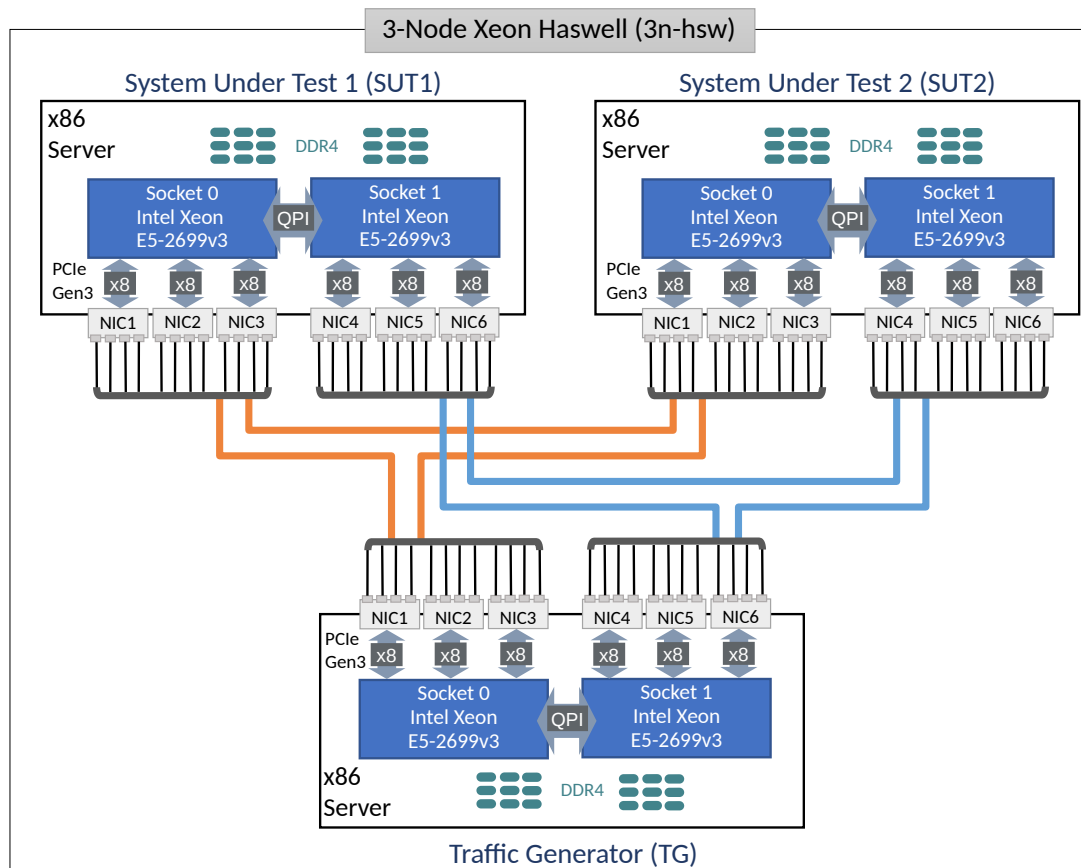 3-Node Xeon Haswell (3n-hsw)
System Under Test 1 (SUT1)
x86
Server
DDR4
Socket 0
Intel Xeon
E5-2699v3
QPI
Socket 1
Intel Xeon
E5-2699v3
PCIe
Gen3
x8
x8
x8
x8
x8
x8
NIC1
NIC2
NIC3
NIC4
NIC5
NIC6
System Under Test 2 (SUT2)
x86
Server
DDR4
Socket 0
Intel Xeon
E5-2699v3
QPI
Socket 1
Intel Xeon
E5-2699v3
PCIe
Gen3
x8
x8
x8
x8
x8
x8
NIC1
NIC2
NIC3
NIC4
NIC5
NIC6
NIC1
NIC2
NIC3
NIC4
NIC5
NIC6
PCIe
Gen3
x8
x8
x8
x8
x8
x8
Socket 0
Intel Xeon
E5-2699v3
QPI
Socket 1
Intel Xeon
E5-2699v3
x86
Server
DDR4
Traffic Generator (TG)